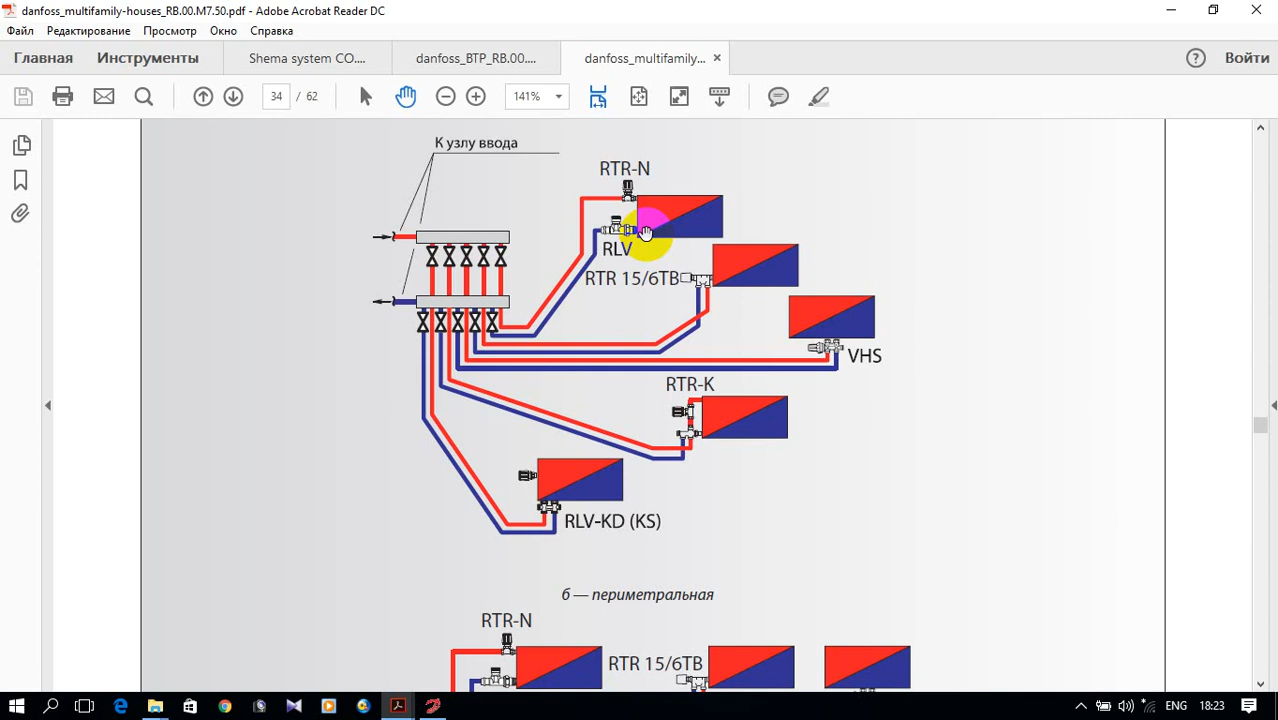 danfoss_multifamily-houses_RB.00.M7.50.pdf - Adobe Acrobat Reader DC
Файл Редактирование Просмотр Окно Справка
Главная Инструменты Shema system CO.... danfoss_BTP_RB.00.... danfoss_multifamily... Войти
34 / 62 141%
К узлу ввода
RTR-N
RLV
RTR 15/6TB
VHS
RTR-K
RLV-KD (KS)
б — периметральная
RTR-N
RTR 15/6TB
ENG 18:23